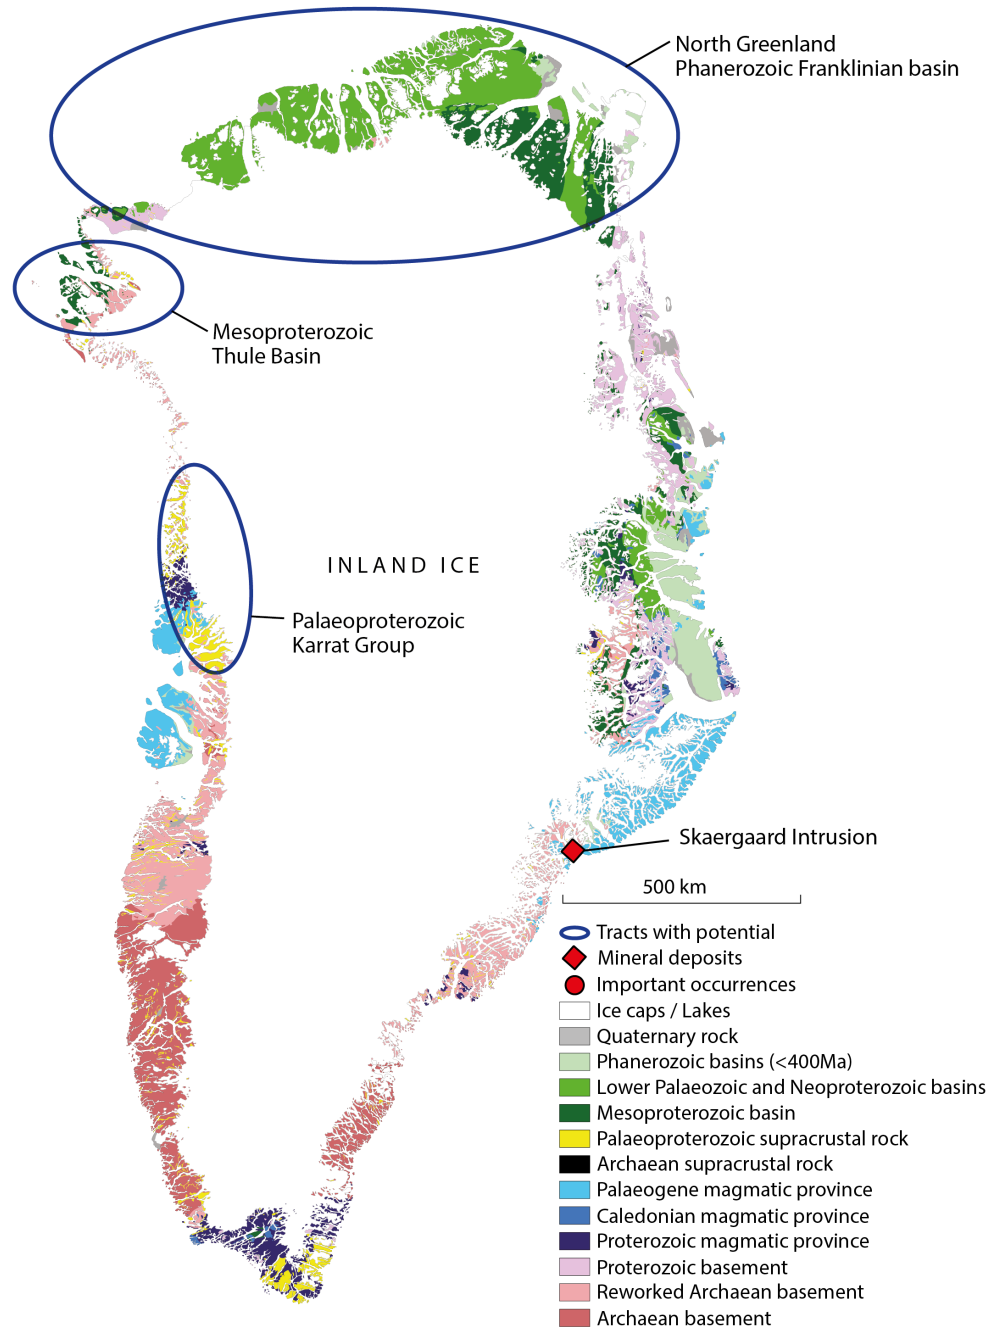 North Greenland
Phanerozoic Franklinian basin
Mesoproterozoic
Thule Basin
INLAND ICE
Palaeoproterozoic
Karrat Group
Skaergaard Intrusion
500 km
Tracts with potential
Mineral deposits
Important occurrences
Ice caps / Lakes
Quaternary rock
Phanerozoic basins (<400Ma)
Lower Palaeozoic and Neoproterozoic basins
Mesoproterozoic basin
Palaeoproterozoic supracrustal rock
Archaean supracrustal rock
Palaeogene magmatic province
Caledonian magmatic province
Proterozoic magmatic province
Proterozoic basement
Reworked Archaean basement
Archaean basement